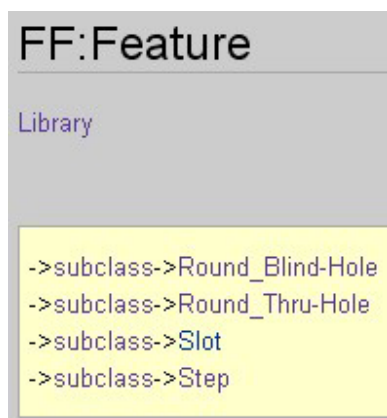 FF:Feature
Library
->subclass->Round_Blind-Hole
->subclass->Round_Thru-Hole
->subclass->Slot
->subclass->Step